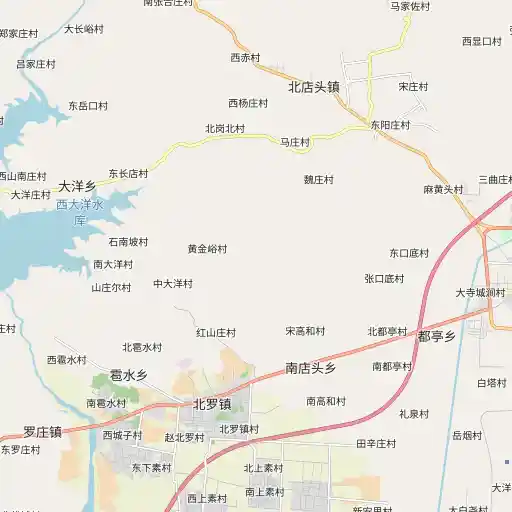 南张合庄村
马家佐村
郑家庄村
大长峪村
西显口村
西赤村
吕家庄村
北店头镇
宋庄村
西杨庄村
东岳口村
北岗北村
东阳庄村
马庄村
西山南庄村
东长店村
魏庄村
三曲庄村
大洋乡
麻黄头村
大洋庄村
西大洋水
库
石南坡村
黄金峪村
东口底村
南大洋村
张口底村
中大洋村
山庄尔村
大寺城涧村
红山庄村
宋高和村
北都亭村
都亭乡
北雹水村
西雹水村
南店头乡
南都亭村
雹水乡
白塔村
南雹水村
北罗镇
南高和村
礼泉村
罗庄镇
西城子村
赵北罗村
北罗镇村
岳烟村
东罗庄村
田辛庄村
东下素村
北上素村
南上素村
西上素村
大洋